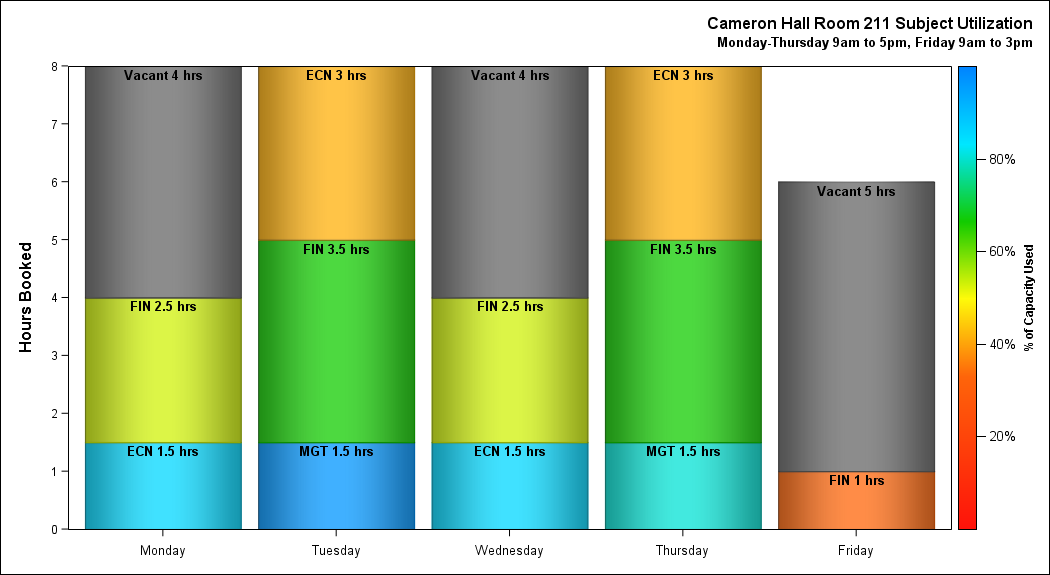 Cameron Hall Room 211 Subject Utilization
Monday-Thursday 9am to 5pm, Friday 9am to 3pm
Hours Booked
8
7
6
5
4
3
2
1
0
Vacant 4 hrs
FIN 2.5 hrs
ECN 1.5 hrs
ECN 3 hrs
FIN 3.5 hrs
MGT 1.5 hrs
Vacant 4 hrs
FIN 2.5 hrs
ECN 1.5 hrs
ECN 3 hrs
FIN 3.5 hrs
MGT 1.5 hrs
Vacant 5 hrs
FIN 1 hrs
Monday
Tuesday
Wednesday
Thursday
Friday
80%
60%
40%
20%
% of Capacity Used